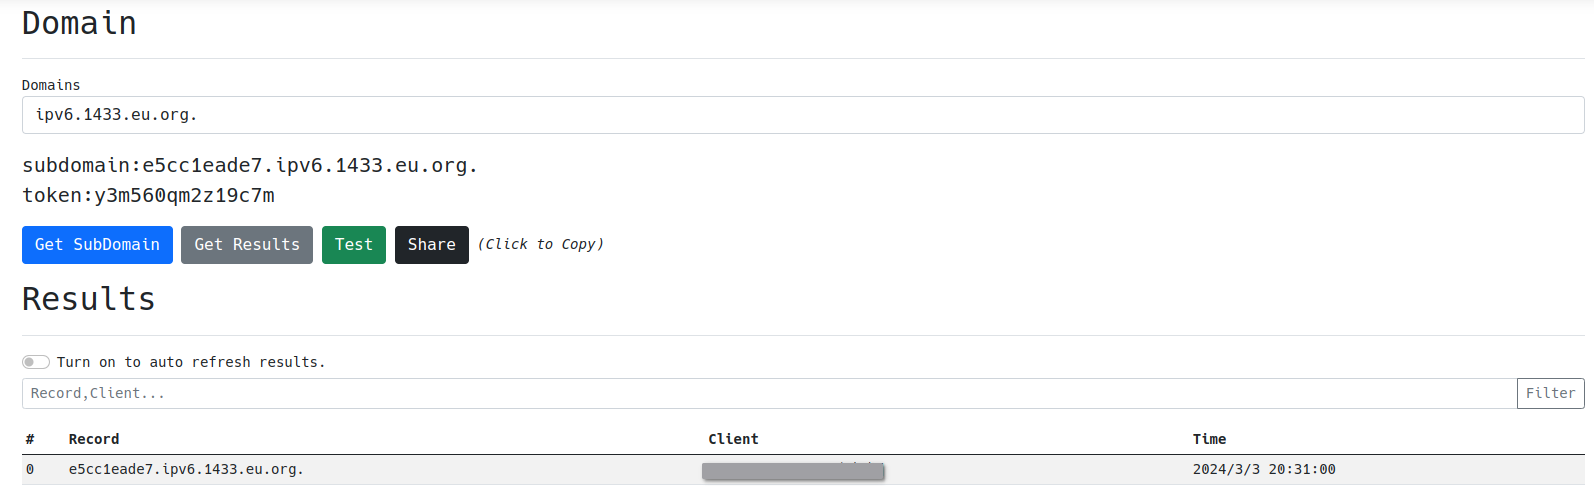 Domain
Domains
ipv6.1433.eu.org.
subdomain:e5cc1eade7.ipv6.1433.eu.org.
token:y3m560qm2z19c7m
Get SubDomain Get Results Test Share (Click to Copy)
Results
Turn on to auto refresh results.
Record,Client... Filter
# Record Client Time
0 e5cc1eade7.ipv6.1433.eu.org. 2024/3/3 20:31:00